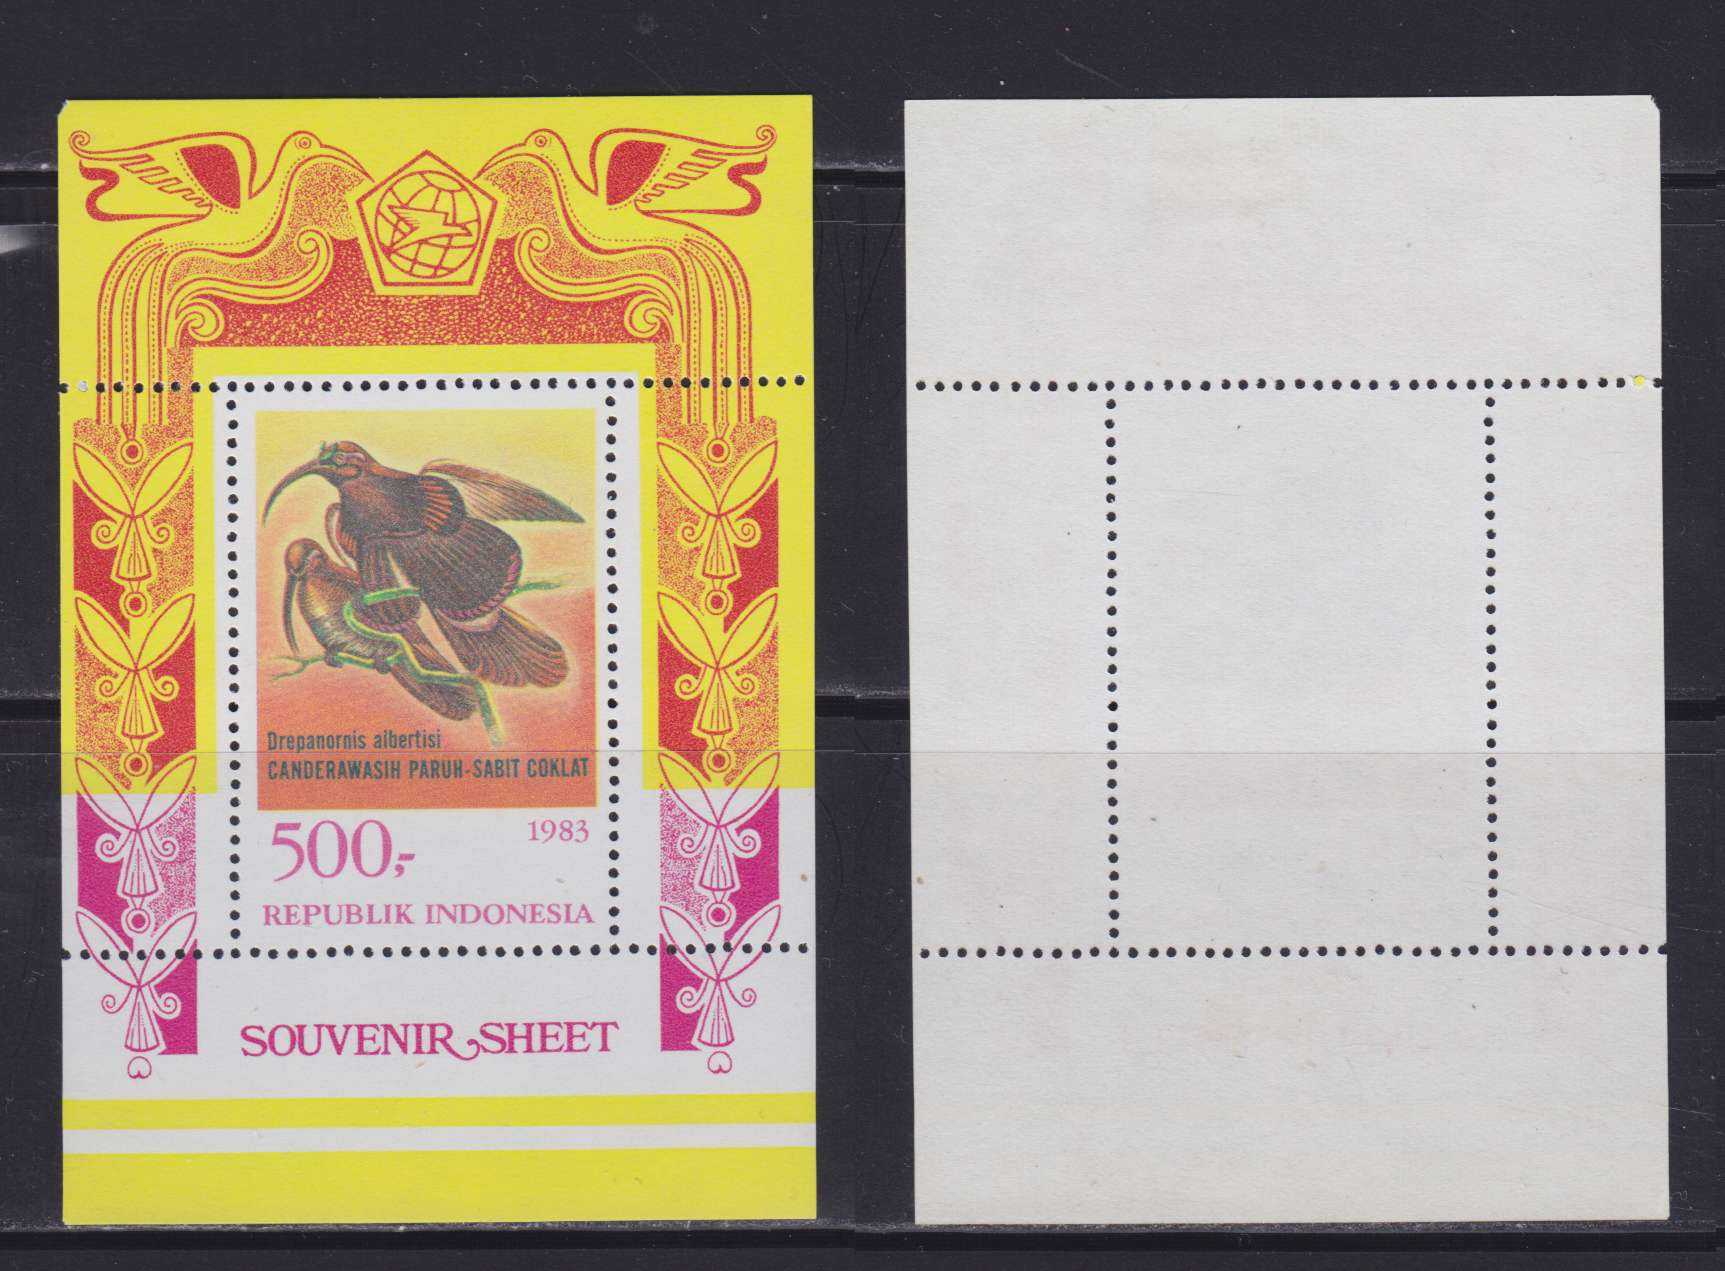 Drepanornis albertisi
CANDERAWASIH PARUH-SABIT COKLAT
500,-
1983
REPUBLIK INDONESIA
SOUVENIR SHEET